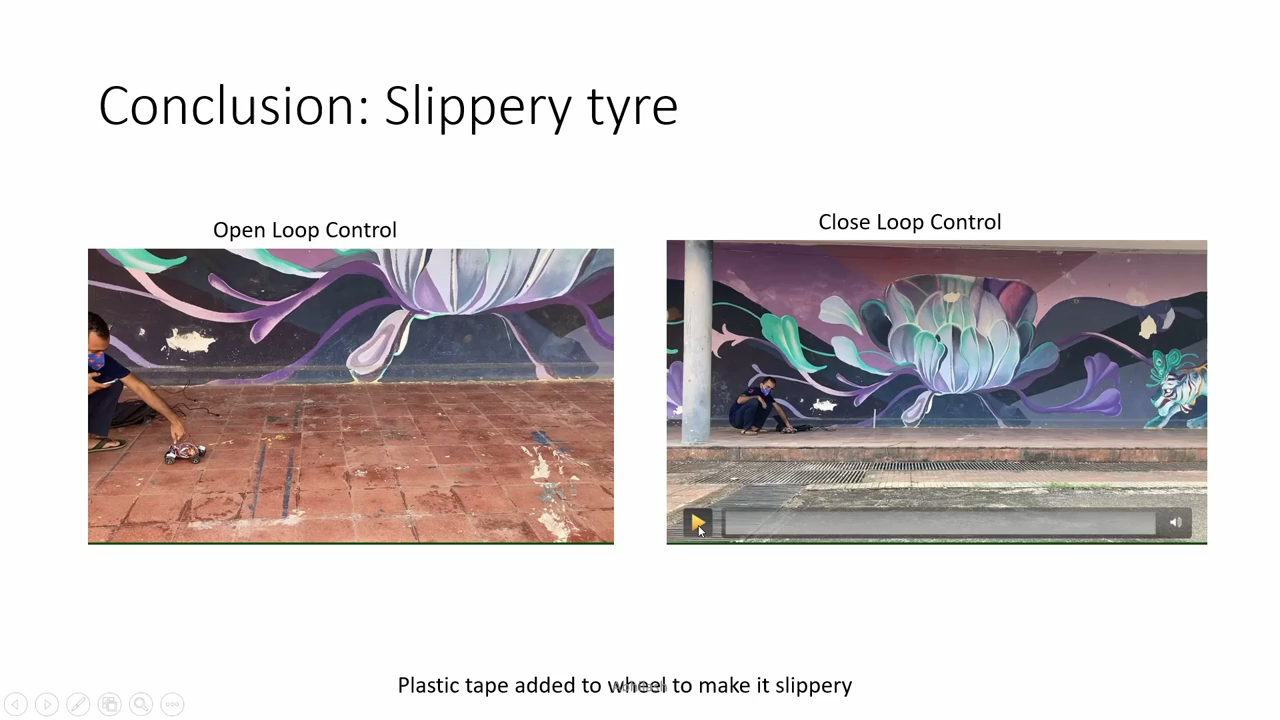 Conclusion: Slippery tyre
Open Loop Control
Close Loop Control
Plastic tape added to wheel to make it slippery